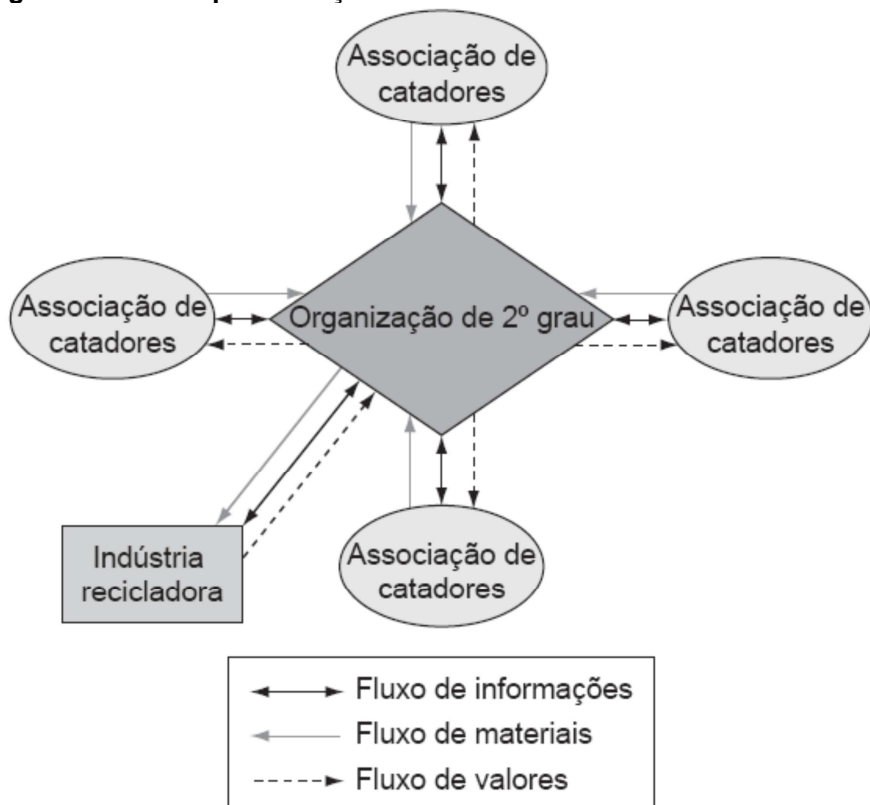 Associação de
catadores
Associação de
catadores
Organização de 2º grau
Associação de
catadores
Associação de
catadores
Indústria
recicladora
Fluxo de informações
Fluxo de materiais
Fluxo de valores